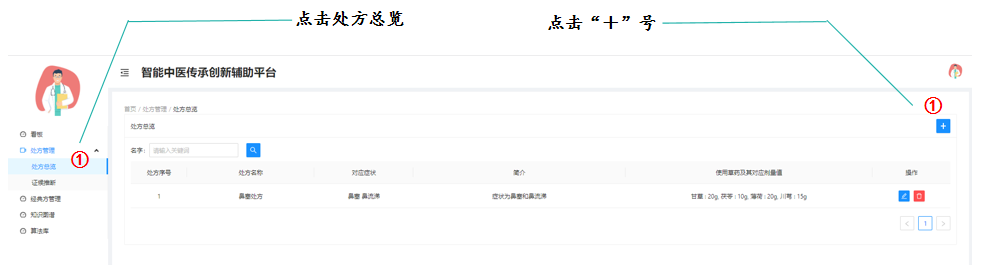 点击处方总览
点击“十”号
智能中医传承创新辅助平台
首页 / 处方管理 / 处方总览
①
处方总览
+
看板
名字: 请输入关键词
处方管理
①
处方总览
处方序号 处方名称 对应症状 简介 使用草药及其对应剂量值 操作
证候推断
1 鼻塞处方 鼻塞 鼻流涕 症状为鼻塞和鼻流涕 甘草 : 20g, 茯苓 : 10g, 薄荷 : 20g, 川芎 : 15g
经典方管理
知识图谱
< 1 >
算法库